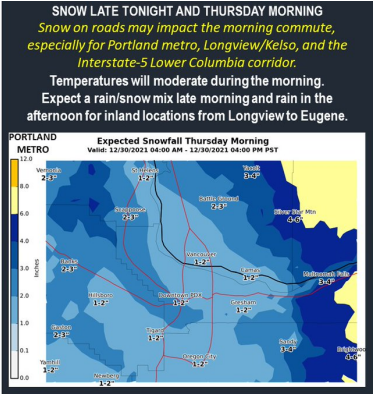 SNOW LATE TONIGHT AND THURSDAY MORNING
Snow on roads may impact the morning commute,
especially for Portland metro, Longview/Kelso, and the
Interstate-5 Lower Columbia corridor.
Temperatures will moderate during the morning.
Expect a rain/snow mix late morning and rain in the
afternoon for inland locations from Longview to Eugene.
PORTLAND
METRO
Expected Snowfall Thursday Morning
Valid: 12/30/2021 04:00 AM - 12/30/2021 04:00 PM PST
12.0
8.0
6.0
4.0
3.0
2.0
1.0
0.1
0.0
Inches
Vernonia
2-3"
St Helens
1-2"
Yacolt
3-4"
Scappoose
2-3"
Battle Ground
2-3"
Silver Star Mtn
4-6"
Banks
2-3"
Vancouver
1-2"
Camas
1-2"
Multnomah Falls
3-4"
Hillsboro
1-2"
Downtown PDX
1-2"
Gresham
1-2"
Gaston
2-3"
Tigard
1-2"
Sandy
3-4"
Brightwood
4-6"
Yamhill
1-2"
Oregon City
1-2"
Newberg
1-2"